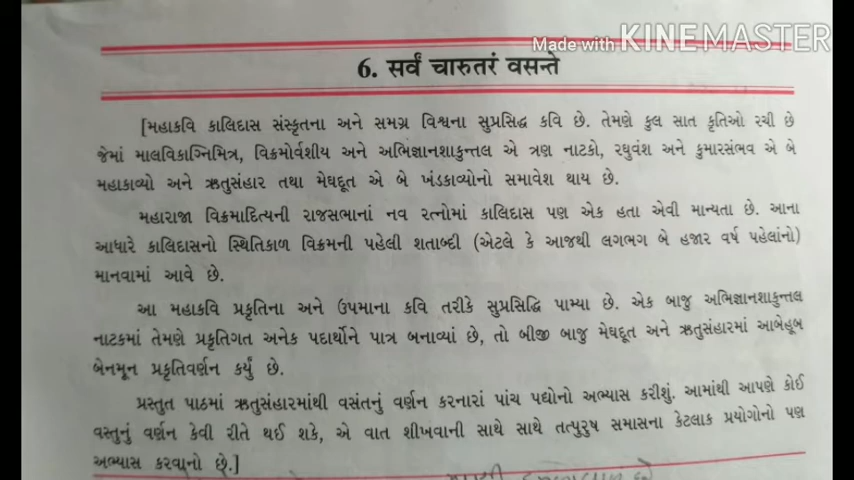 Made with KINEMASTER
6. સર્વં ચારુતરં વસન્તે
[મહાકવિ કાલિદાસ સંસ્કૃતના અને સમગ્ર વિશ્વના સુપ્રસિદ્ધ કવિ છે. તેમણે કુલ સાત કૃતિઓ રચી છે
જેમાં માલવિકાગ્નિમિત્ર, વિક્રમોર્વશીય અને અભિજ્ઞાનશાકુન્તલ એ ત્રણ નાટકો, રઘુવંશ અને કુમારસંભવ એ બે
મહાકાવ્યો અને ઋતુસંહાર તથા મેઘદૂત એ બે ખંડકાવ્યોનો સમાવેશ થાય છે.
મહારાજા વિક્રમાદિત્યની રાજસભાનાં નવ રત્નોમાં કાલિદાસ પણ એક હતા એવી માન્યતા છે. આના
આધારે કાલિદાસનો સ્થિતિકાળ વિક્રમની પહેલી શતાબ્દી (એટલે કે આજથી લગભગ બે હજાર વર્ષ પહેલાંનો)
માનવામાં આવે છે.
આ મહાકવિ પ્રકૃતિના અને ઉપમાના કવિ તરીકે સુપ્રસિદ્ધિ પામ્યા છે. એક બાજુ અભિજ્ઞાનશાકુન્તલ
નાટકમાં તેમણે પ્રકૃતિગત અનેક પદાર્થોને પાત્ર બનાવ્યાં છે, તો બીજી બાજુ મેઘદૂત અને ઋતુસંહારમાં આબેહૂબ
બેનમૂન પ્રકૃતિવર્ણન કર્યું છે.
પ્રસ્તુત પાઠમાં ઋતુસંહારમાંથી વસંતનું વર્ણન કરનારાં પાંચ પદ્યોનો અભ્યાસ કરીશું. આમાંથી આપણે કોઈ
વસ્તુનું વર્ણન કેવી રીતે થઈ શકે, એ વાત શીખવાની સાથે સાથે તત્પુરુષ સમાસના કેટલાક પ્રયોગોનો પણ
અભ્યાસ કરવાનો છે.]